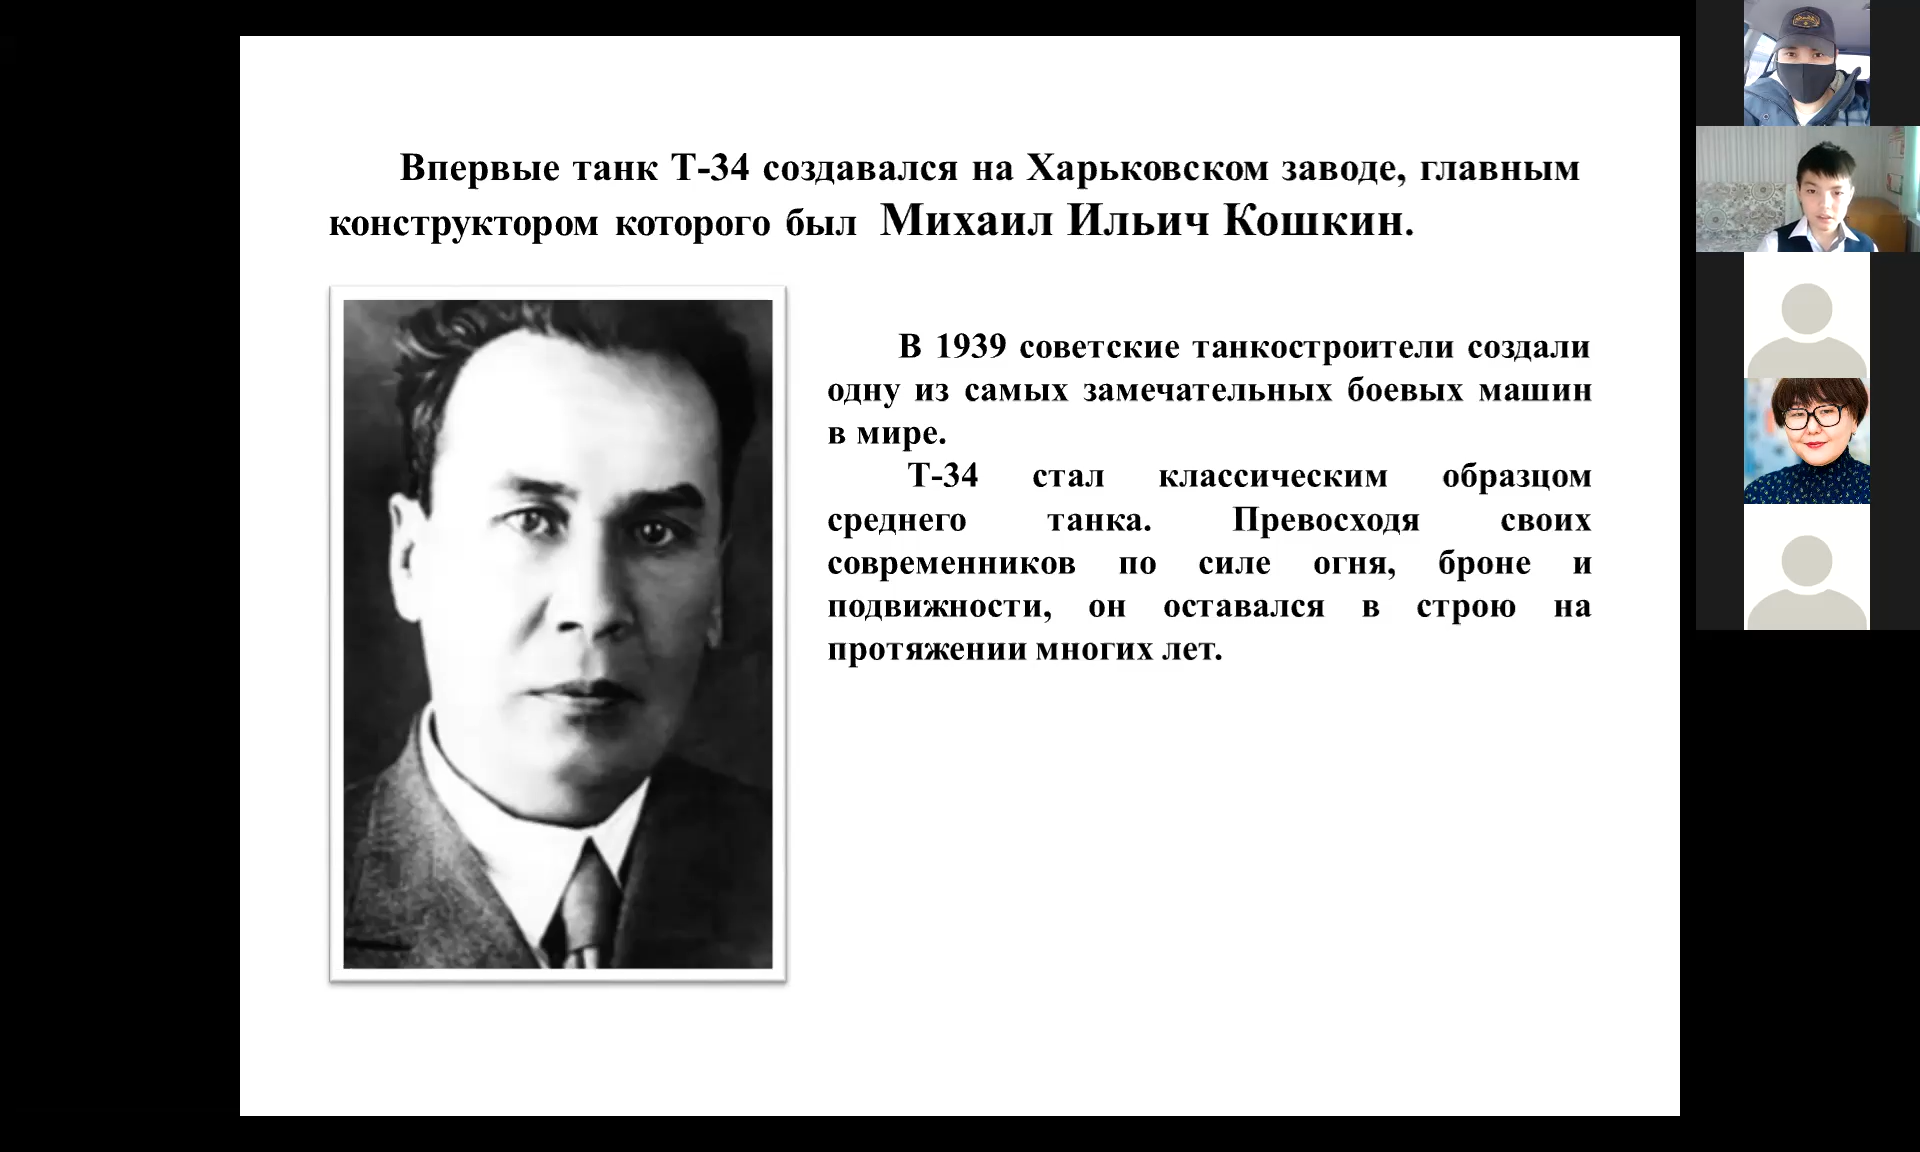 Впервые танк Т-34 создавался на Харьковском заводе, главным
конструктором которого был Михаил Ильич Кошкин.
В 1939 советские танкостроители создали
одну из самых замечательных боевых машин
в мире.
Т-34 стал классическим образцом
среднего танка. Превосходя своих
современников по силе огня, броне и
подвижности, он оставался в строю на
протяжении многих лет.